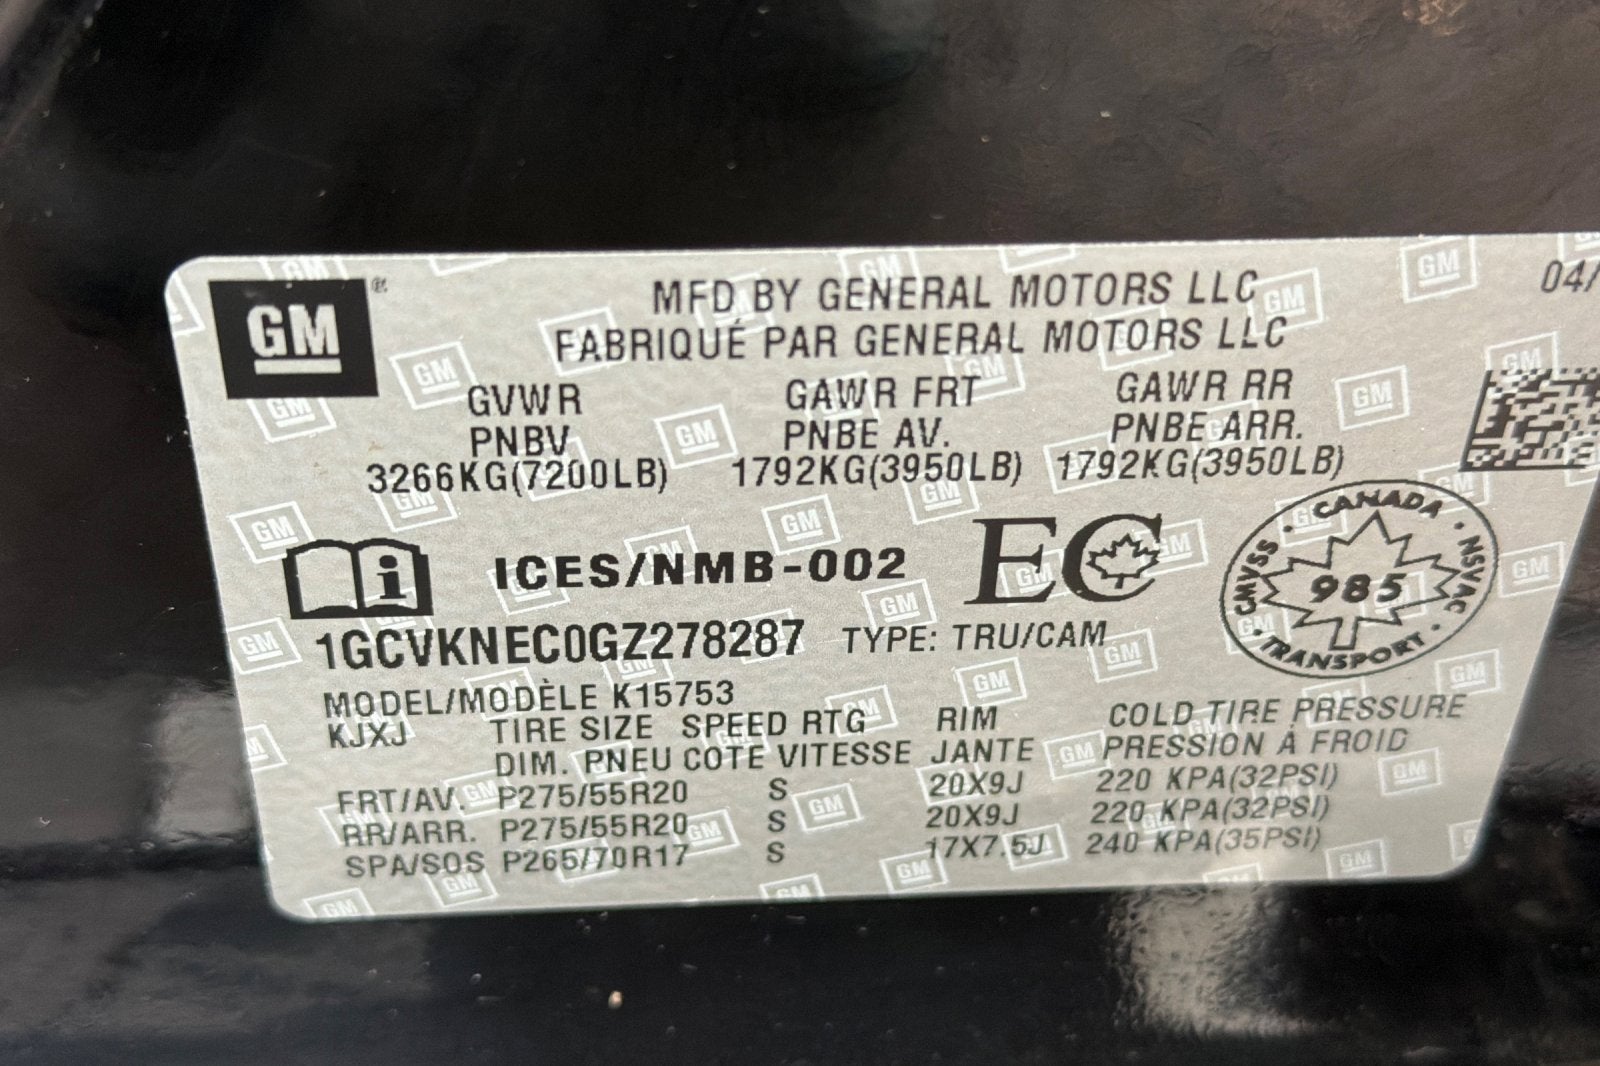 GM ®
MFD BY GENERAL MOTORS LLC
04/
FABRIQUÉ PAR GENERAL MOTORS LLC
GVWR GAWR FRT GAWR RR
PNBV PNBE AV. PNBE ARR.
3266KG(7200LB) 1792KG(3950LB) 1792KG(3950LB)
i ICES/NMB-002 EC
CANADA
CMVSS 985 NSVAC
TRANSPORT
1GCVKNEC0GZ278287 TYPE: TRU/CAM
MODEL/MODÈLE K15753
KJXJ TIRE SIZE SPEED RTG RIM COLD TIRE PRESSURE
DIM. PNEU COTE VITESSE JANTE PRESSION À FROID
FRT/AV. P275/55R20 S 20X9J 220 KPA(32PSI)
RR/ARR. P275/55R20 S 20X9J 220 KPA(32PSI)
SPA/SOS P265/70R17 S 17X7.5J 240 KPA(35PSI)